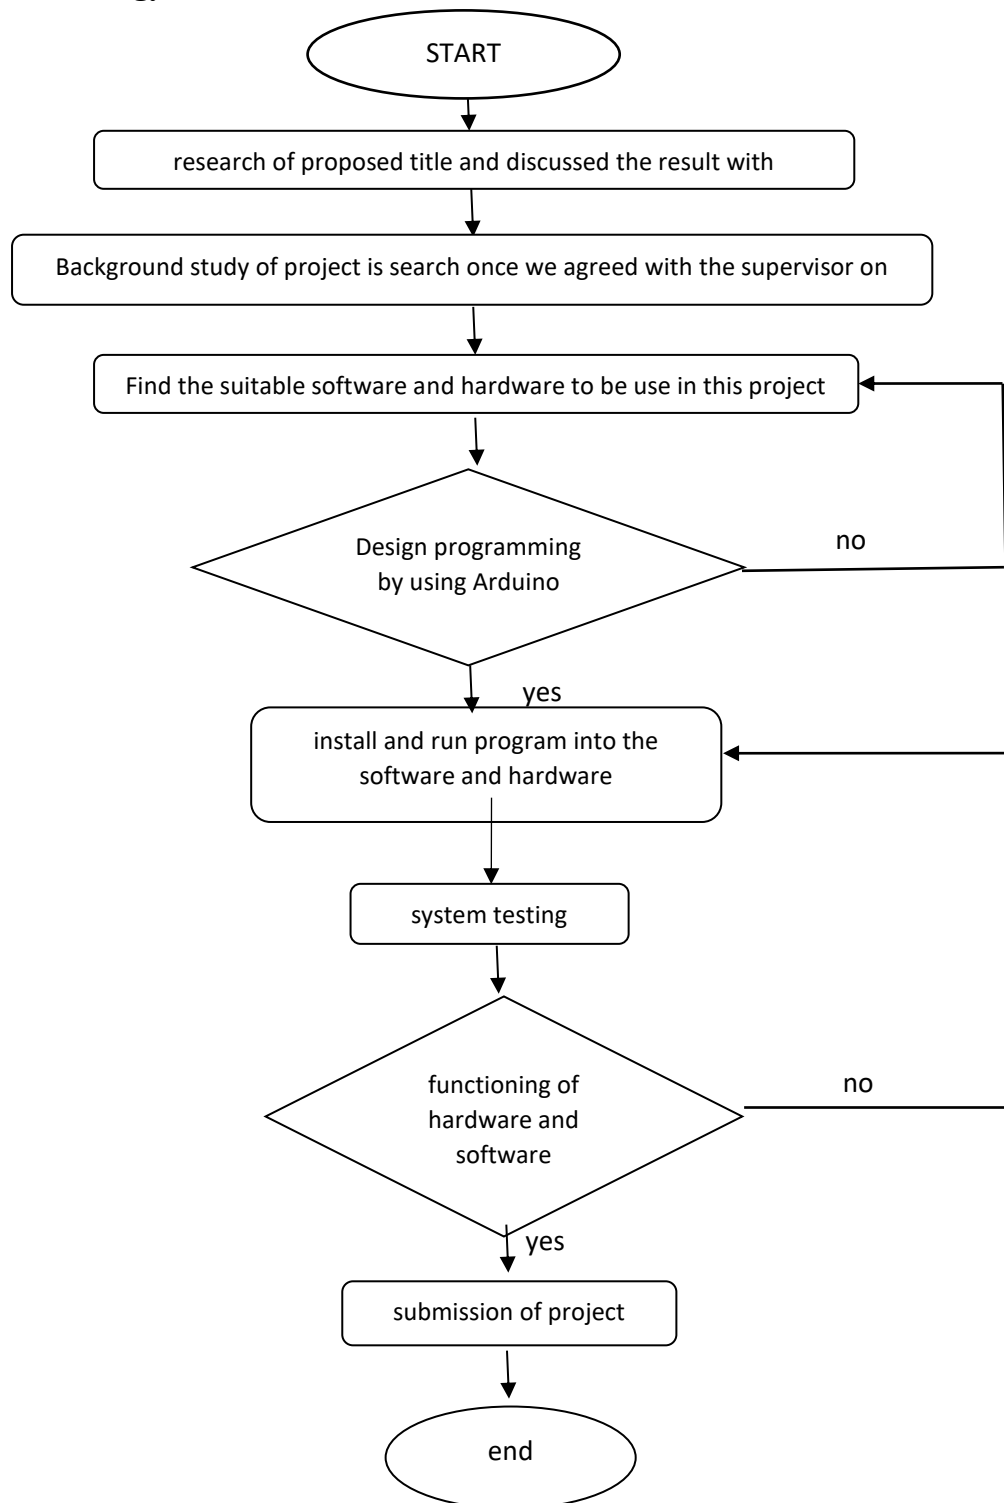 START
research of proposed title and discussed the result with
Background study of project is search once we agreed with the supervisor on
Find the suitable software and hardware to be use in this project
Design programming
by using Arduino
no
yes
install and run program into the
software and hardware
system testing
functioning of
hardware and
software
no
yes
submission of project
end